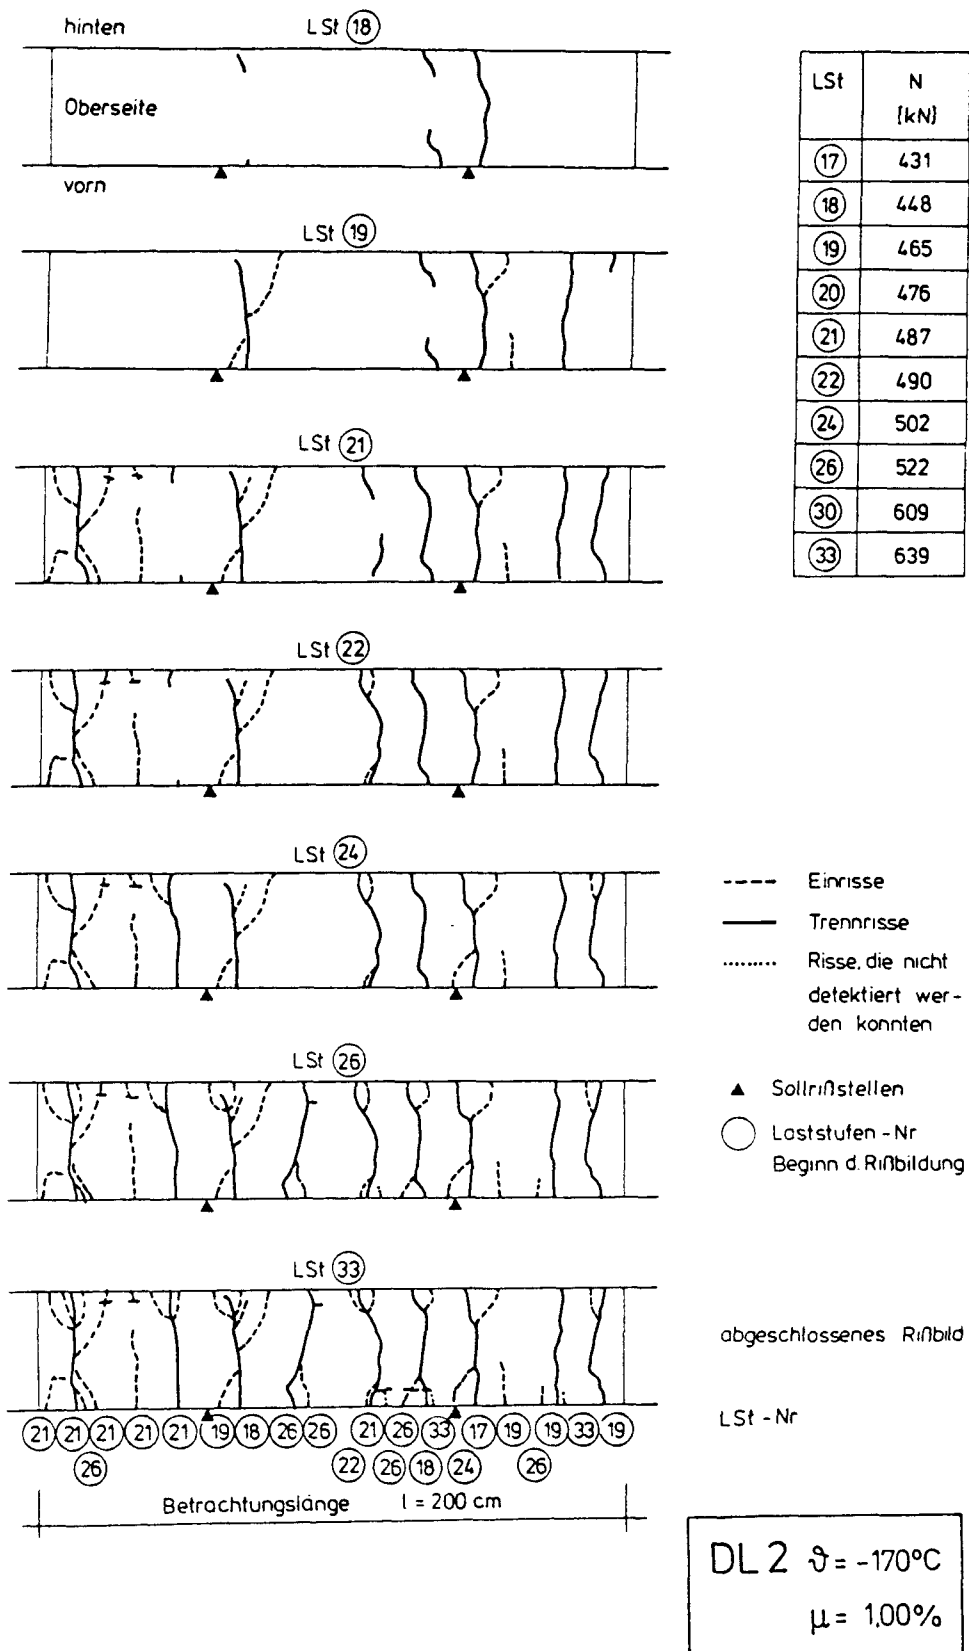 hinten
LSt 18
Oberseite
vorn
LSt 19
LSt 21
LSt 22
LSt 24
LSt 26
LSt 33
21 21 21 21 21 19 18 26 26 21 26 33 17 19 19 33 19
26 22 26 18 24 26
Betrachtungslänge l = 200 cm
LSt N
[kN]
17 431
18 448
19 465
20 476
21 487
22 490
24 502
26 522
30 609
33 639
Einrisse
Trennrisse
Risse, die nicht
detektiert wer-
den konnten
Sollrißstellen
Laststufen - Nr
Beginn d. Rißbildung
abgeschlossenes Rißbild
LSt - Nr
DL 2 ϑ = -170°C
μ = 1,00%